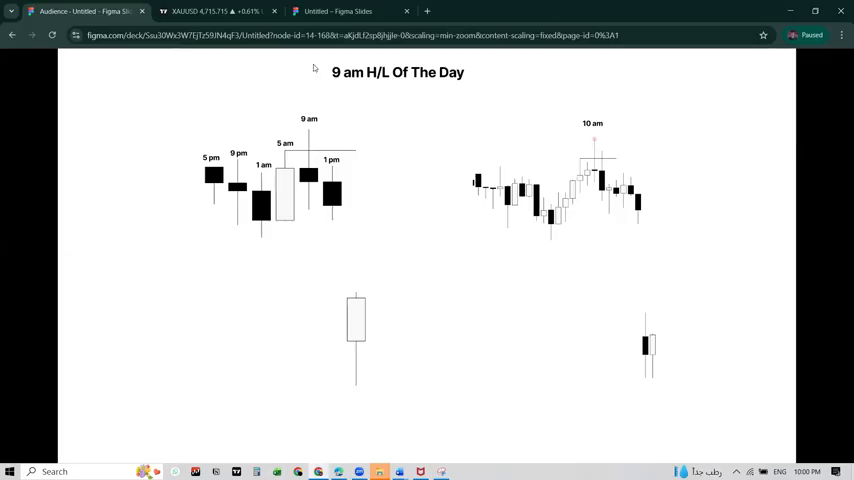 Audience - Untitled - Figma Slid
XAUUSD 4,715.715 ▲ +0.61%
Untitled – Figma Slides
figma.com/deck/Ssu30Wx3W7EjTz59JN4qF3/Untitled?node-id=14-168&t=aKjdLf2sp8jhjjle-0&scaling=min-zoom&content-scaling=fixed&page-id=0%3A1
Paused
9 am H/L Of The Day
9 am
10 am
5 am
9 pm
5 pm
1 am
1 pm
Search
رطب جداً
ENG
10:00 PM